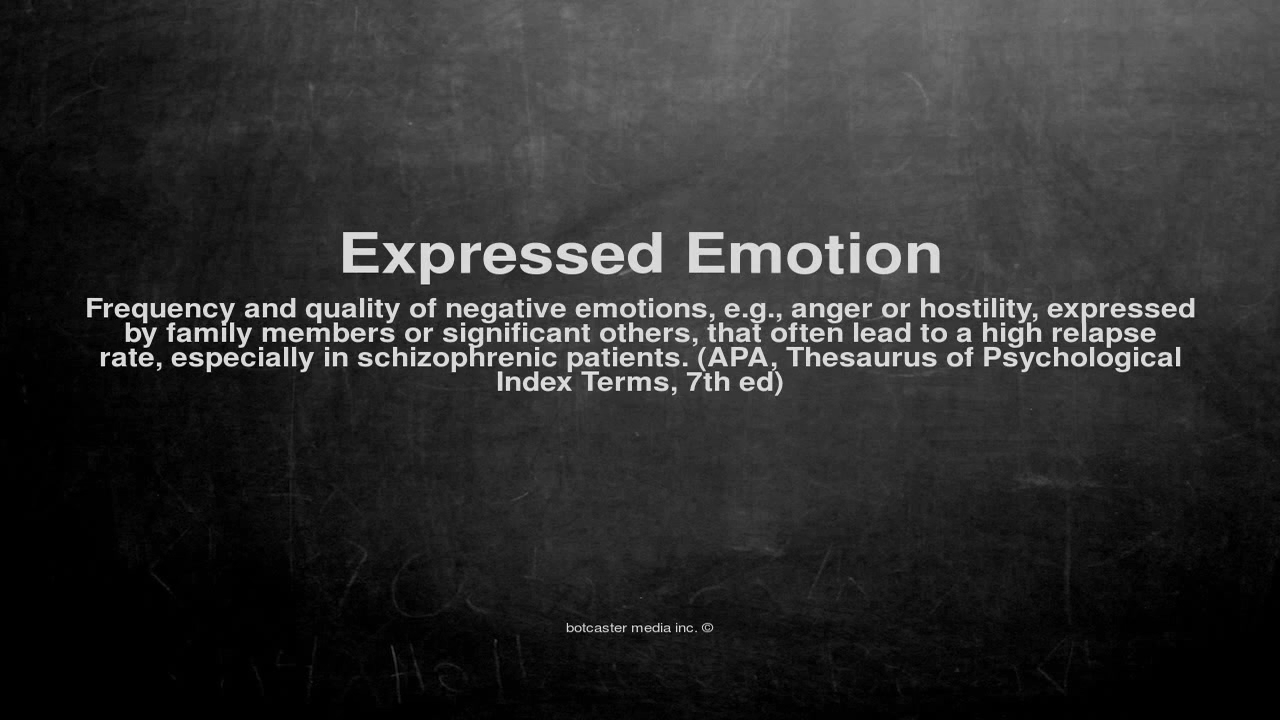 Expressed Emotion
Frequency and quality of negative emotions, e.g., anger or hostility, expressed
by family members or significant others, that often lead to a high relapse
rate, especially in schizophrenic patients. (APA, Thesaurus of Psychological
Index Terms, 7th ed)
botcaster media inc. ©